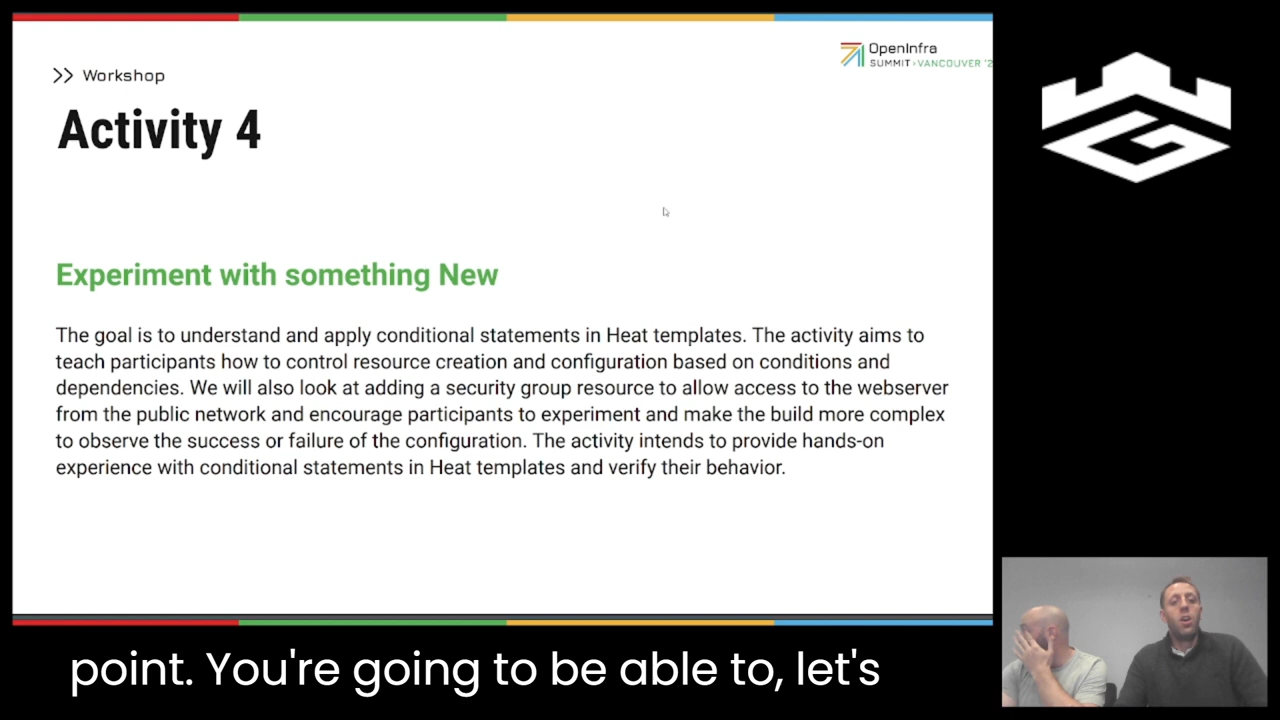 >> Workshop
OpenInfra
SUMMIT › VANCOUVER '2
Activity 4
Experiment with something New
The goal is to understand and apply conditional statements in Heat templates. The activity aims to
teach participants how to control resource creation and configuration based on conditions and
dependencies. We will also look at adding a security group resource to allow access to the webserver
from the public network and encourage participants to experiment and make the build more complex
to observe the success or failure of the configuration. The activity intends to provide hands-on
experience with conditional statements in Heat templates and verify their behavior.
point. You're going to be able to, let's